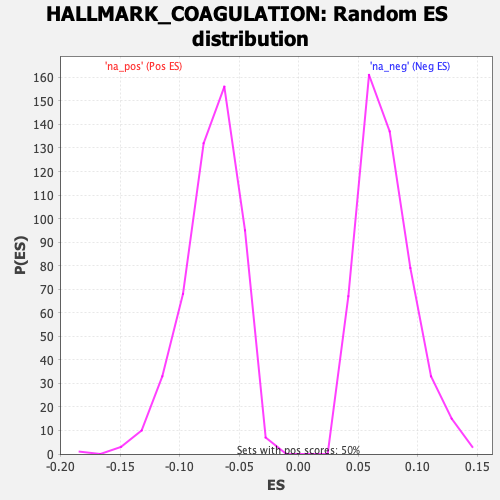 HALLMARK_COAGULATION: Random ES
distribution
'na_pos' (Pos ES)
'na_neg' (Neg ES)
160
150
140
130
120
110
100
90
80
70
60
50
40
30
20
10
0
P(ES)
Sets with pos scores: 50%
-0.20 -0.15 -0.10 -0.05 0.00 0.05 0.10 0.15
ES